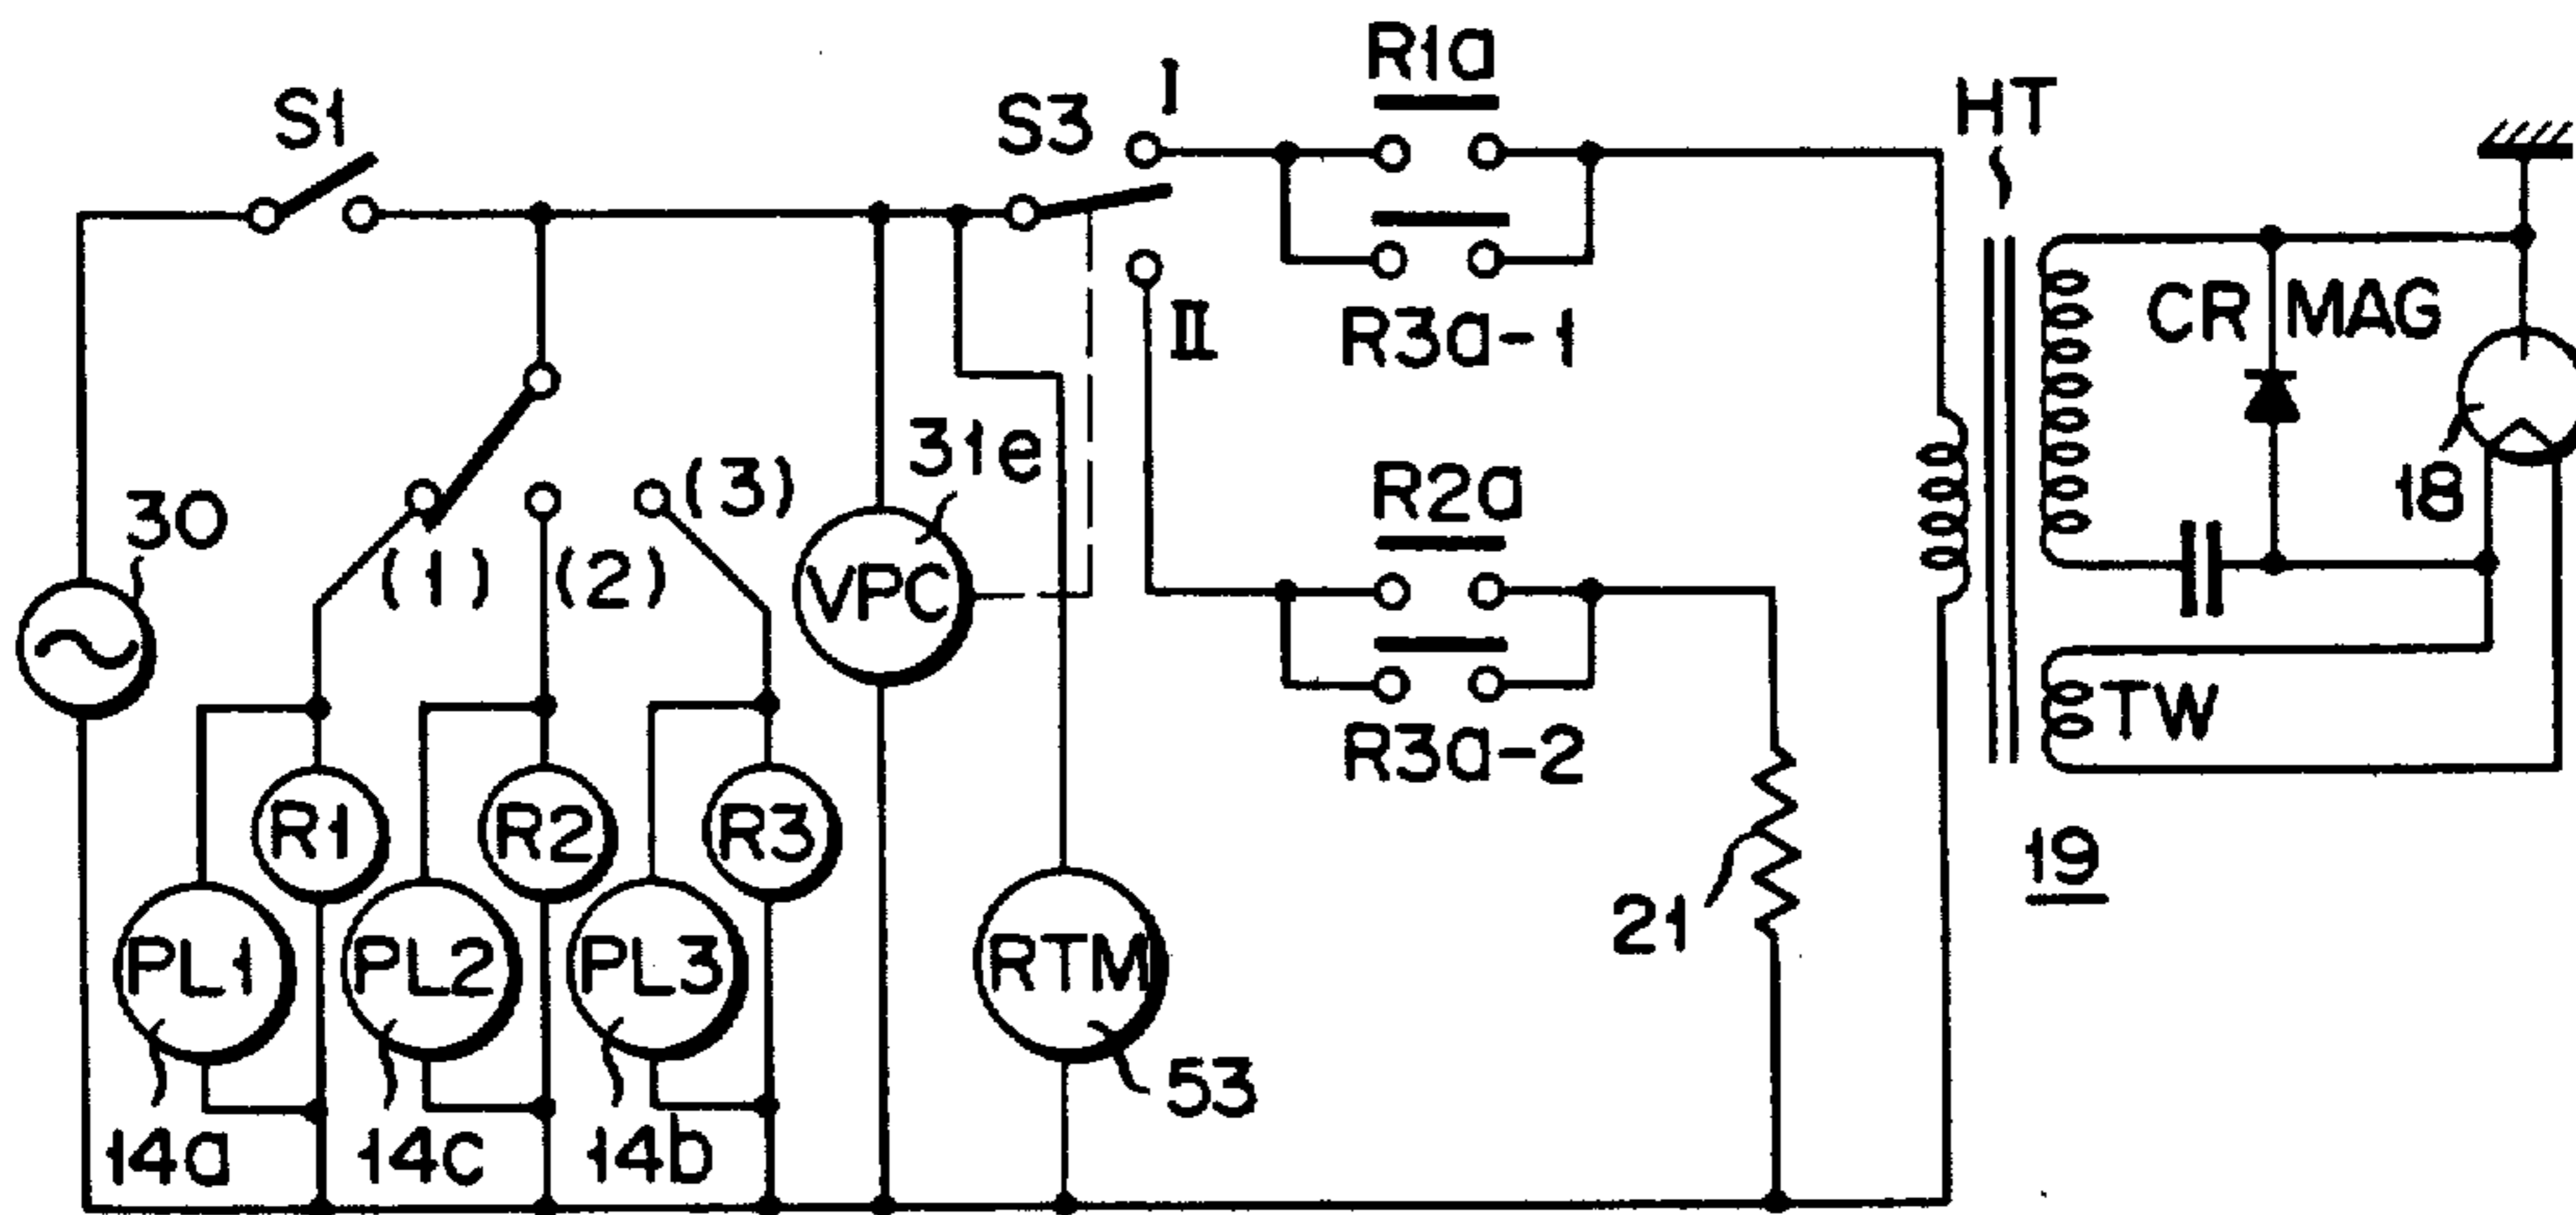 R1a
I
HT
S1
S3
CR
MAG
R3a-1
II
31e
(3)
R2a
18
30
(1)
(2)
VPC
TW
R3a-2
R1
R2
R3
19
21
PL1
PL2
PL3
RTM
53
14a
14c
14b